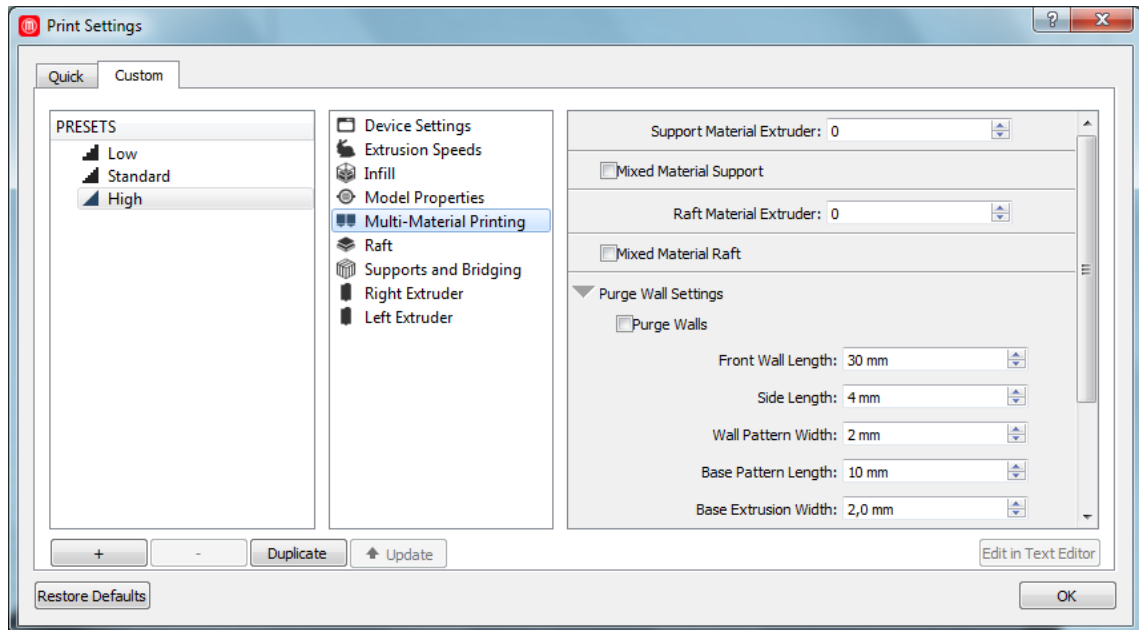 Print Settings
Quick
Custom
PRESETS
Low
Standard
High
Device Settings
Extrusion Speeds
Infill
Model Properties
Multi-Material Printing
Raft
Supports and Bridging
Right Extruder
Left Extruder
Support Material Extruder: 0
Mixed Material Support
Raft Material Extruder: 0
Mixed Material Raft
Purge Wall Settings
Purge Walls
Front Wall Length: 30 mm
Side Length: 4 mm
Wall Pattern Width: 2 mm
Base Pattern Length: 10 mm
Base Extrusion Width: 2,0 mm
+
-
Duplicate
Update
Edit in Text Editor
Restore Defaults
OK